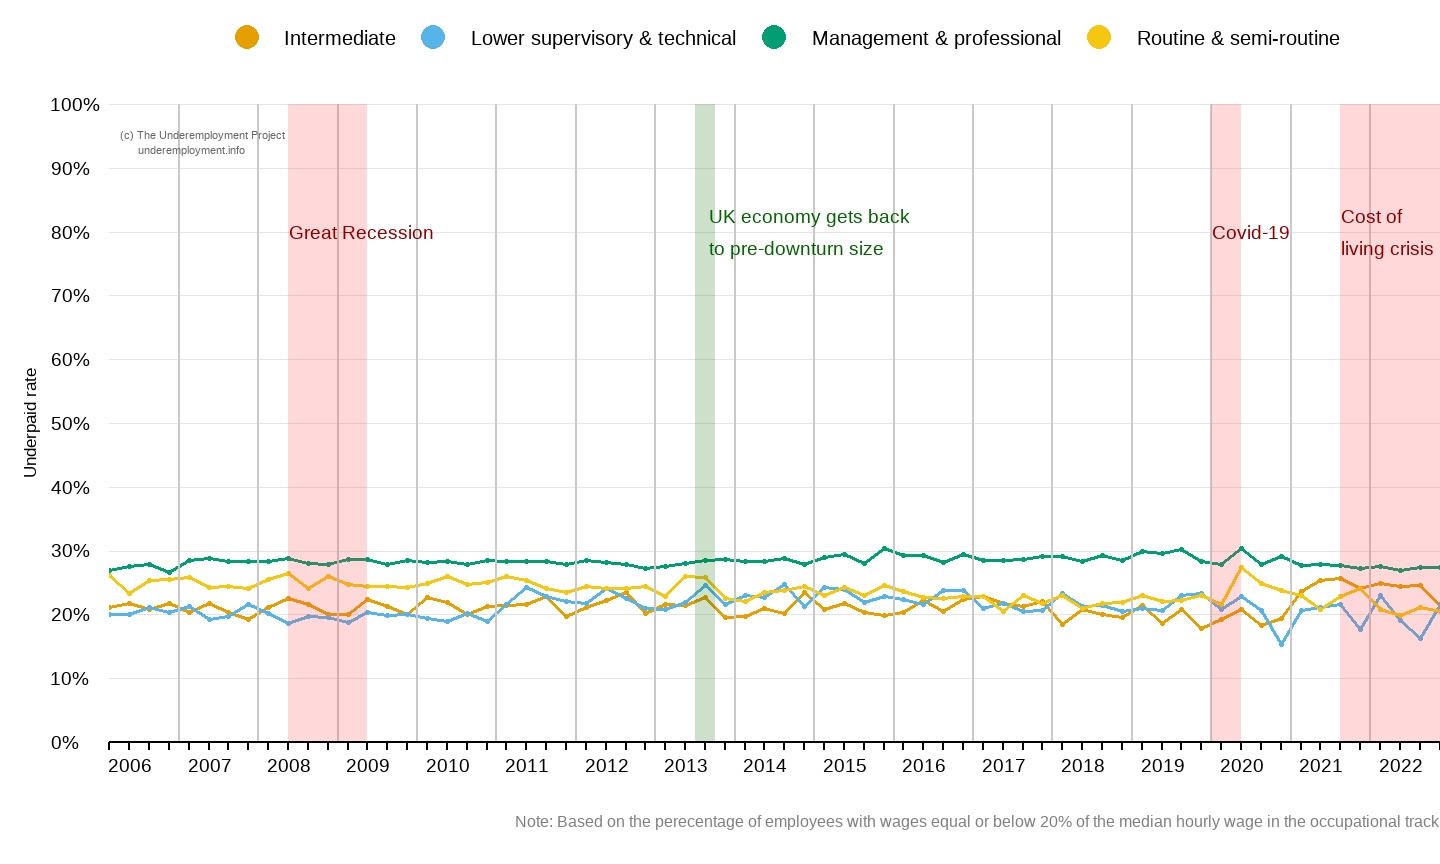 Intermediate Lower supervisory & technical Management & professional Routine & semi-routine
100%
(c) The Underemployment Project
underemployment.info
90%
UK economy gets back
Cost of
80%
Great Recession
Covid-19
to pre-downturn size
living crisis
70%
60%
Underpaid rate
50%
40%
30%
20%
10%
0%
2006 2007 2008 2009 2010 2011 2012 2013 2014 2015 2016 2017 2018 2019 2020 2021 2022
Note: Based on the perecentage of employees with wages equal or below 20% of the median hourly wage in the occupational track